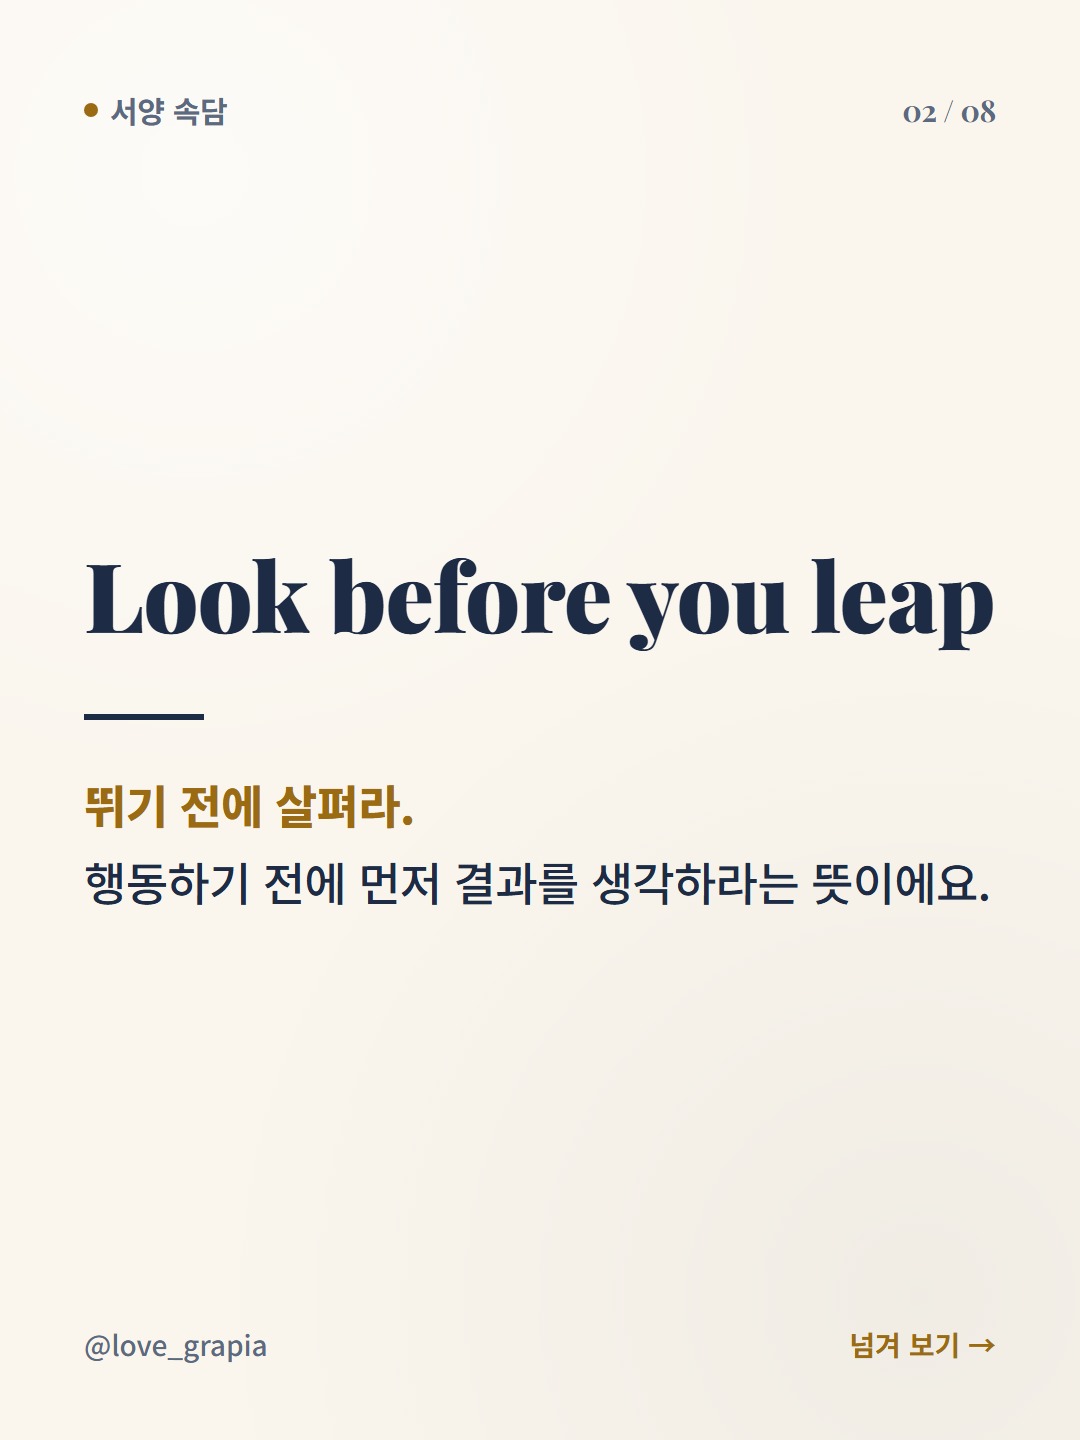 서양 속담
02 / 08
Look before you leap
뛰기 전에 살펴라.
행동하기 전에 먼저 결과를 생각하라는 뜻이에요.
@love_grapia
넘겨 보기 →